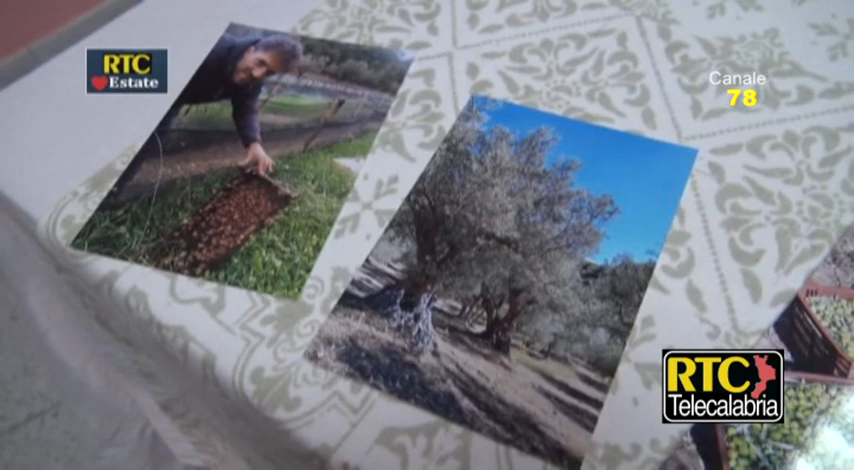 RTC
Estate
Canale
78
RTC
Telecalabria